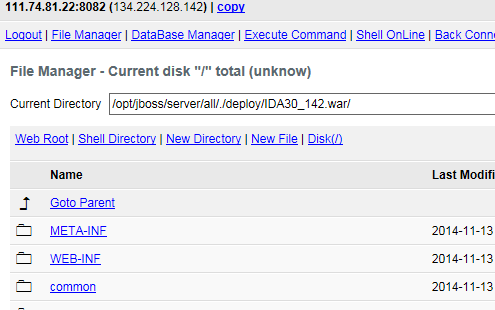 111.74.81.22:8082 (134.224.128.142) | copy
Logout | File Manager | DataBase Manager | Execute Command | Shell OnLine | Back Conne
File Manager - Current disk "/" total (unknow)
Current Directory /opt/jboss/server/all/./deploy/IDA30_142.war/
Web Root | Shell Directory | New Directory | New File | Disk(/)
Name Last Modifi
Goto Parent
META-INF 2014-11-13
WEB-INF 2014-11-13
common 2014-11-13